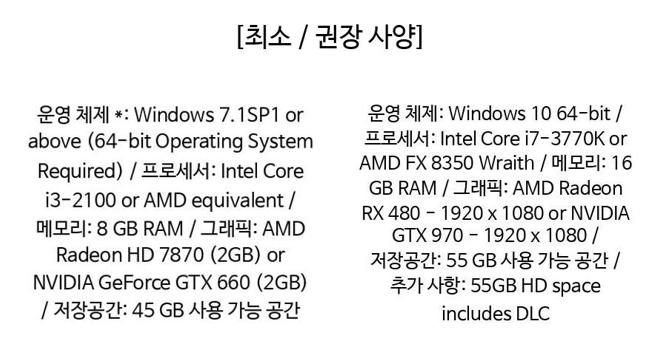 [최소 / 권장 사양]
운영 체제 *: Windows 7.1SP1 or
above (64-bit Operating System
Required) / 프로세서: Intel Core
i3-2100 or AMD equivalent /
메모리: 8 GB RAM / 그래픽: AMD
Radeon HD 7870 (2GB) or
NVIDIA GeForce GTX 660 (2GB)
/ 저장공간: 45 GB 사용 가능 공간
운영 체제: Windows 10 64-bit /
프로세서: Intel Core i7-3770K or
AMD FX 8350 Wraith / 메모리: 16
GB RAM / 그래픽: AMD Radeon
RX 480 - 1920 x 1080 or NVIDIA
GTX 970 - 1920 x 1080 /
저장공간: 55 GB 사용 가능 공간 /
추가 사항: 55GB HD space
includes DLC